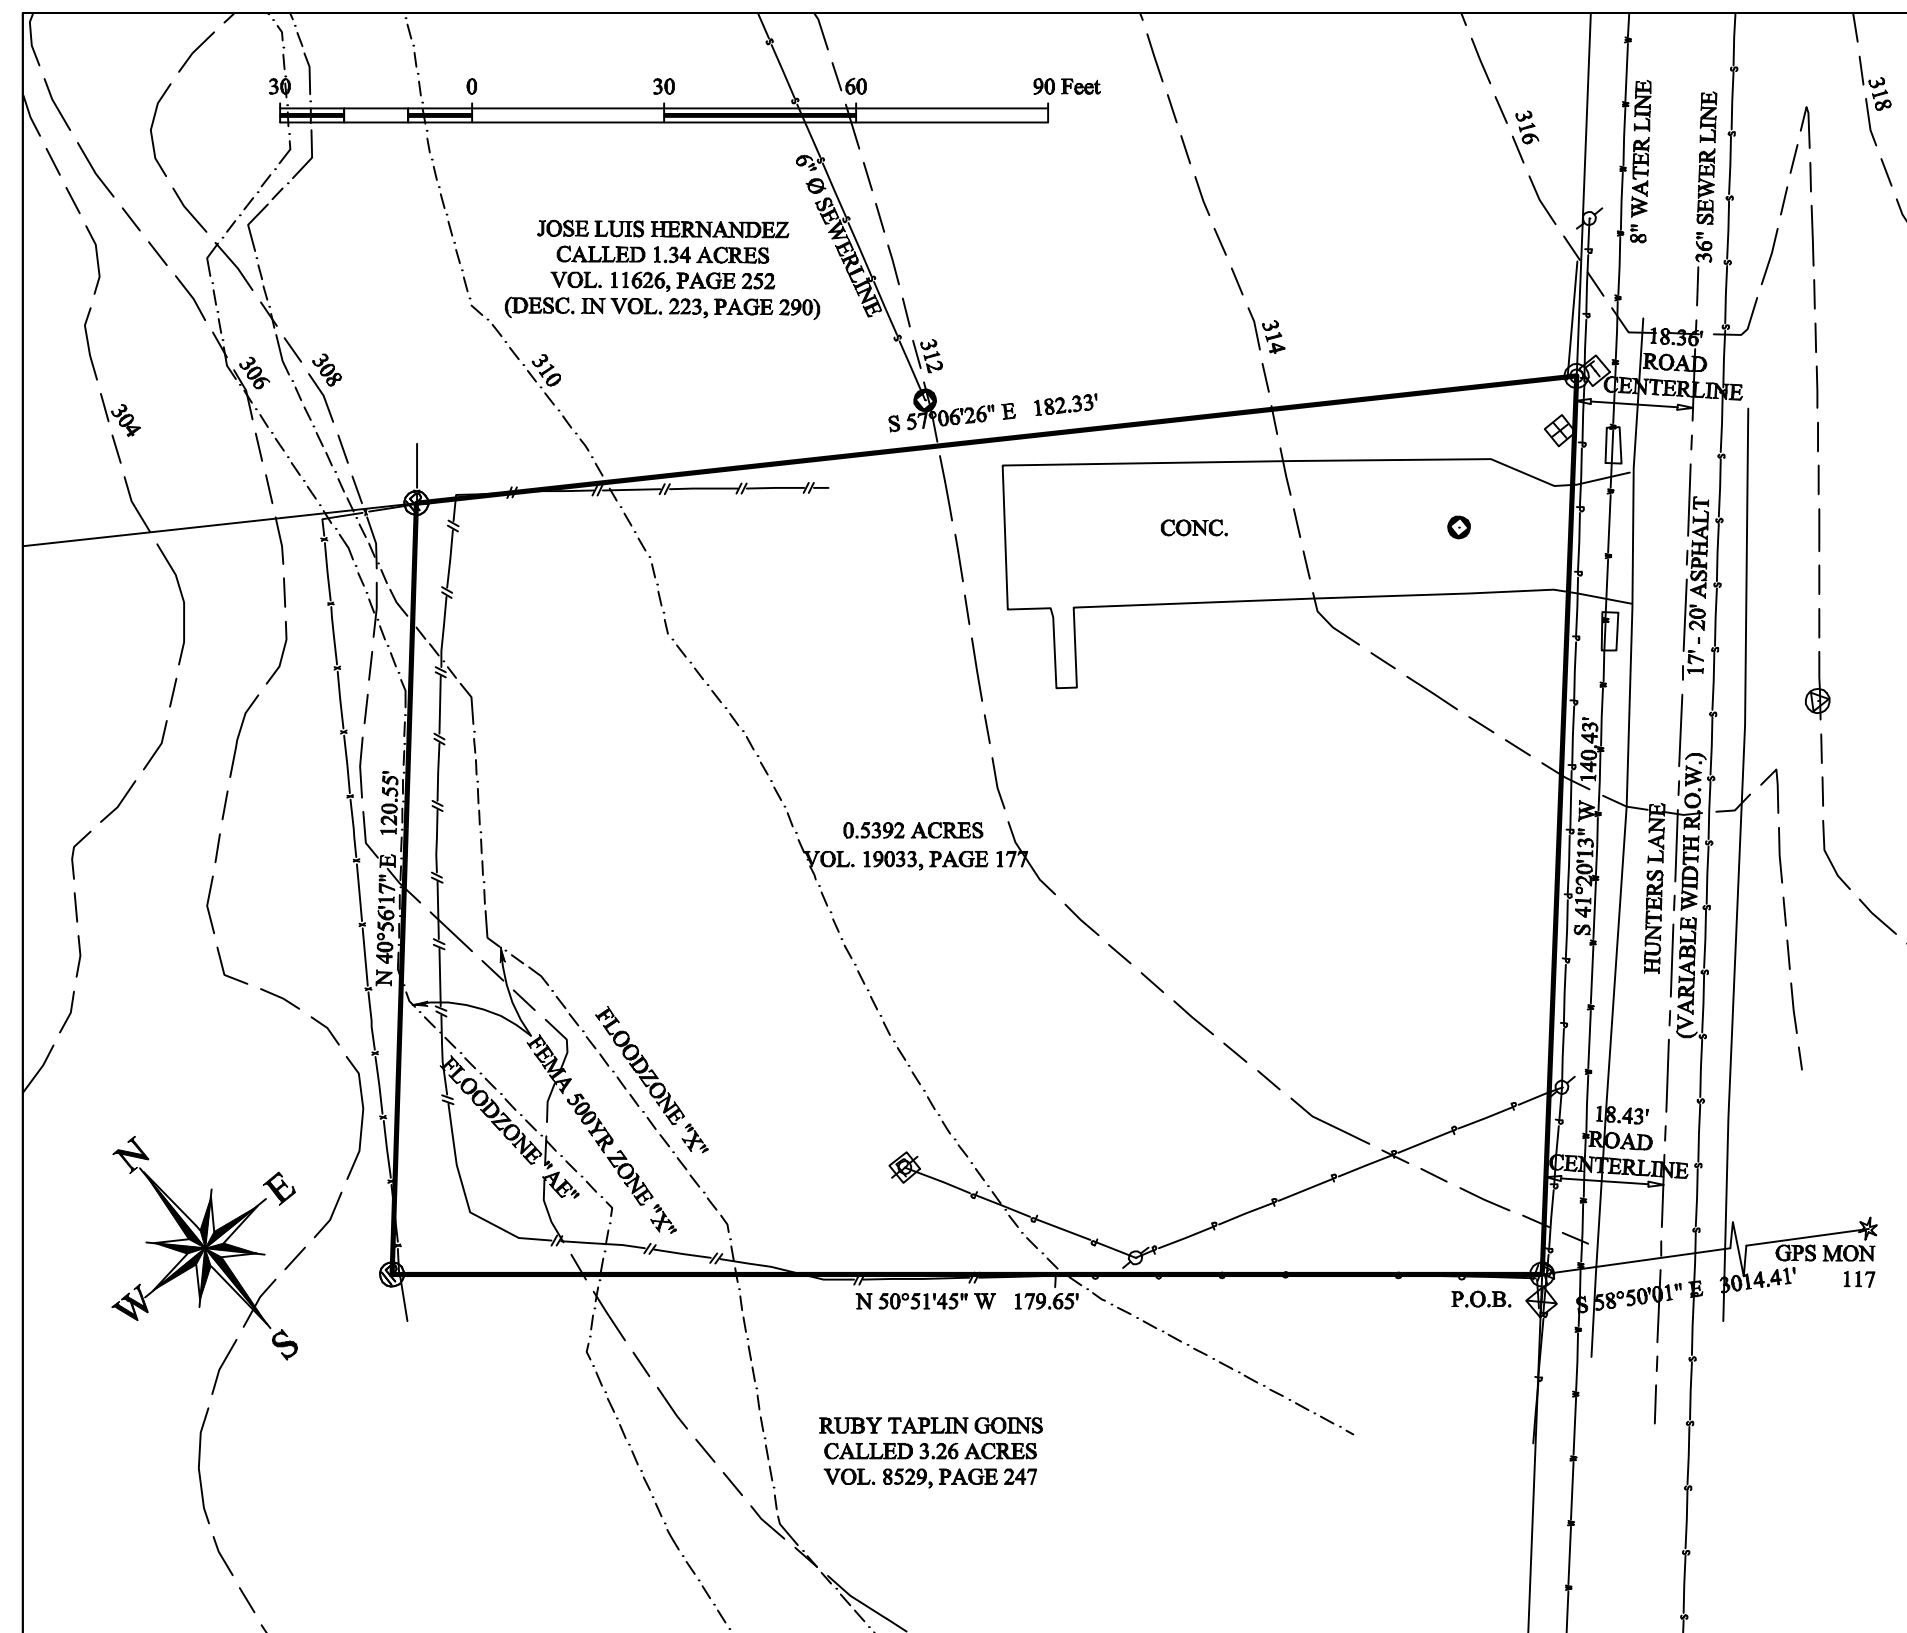 30 0 30 60 90 Feet
JOSE LUIS HERNANDEZ
CALLED 1.34 ACRES
VOL. 11626, PAGE 252
(DESC. IN VOL. 223, PAGE 290)
6" Ø SEWERLINE
316
8" WATER LINE
36" SEWER LINE
318
304
306
308
310
312
314
18.36'
ROAD
CENTERLINE
S 57°06'26" E 182.33'
CONC.
17' - 20' ASPHALT
N 40°56'17" E 120.55'
0.5392 ACRES
VOL. 19033, PAGE 177
S 41°20'13" W 140.43'
HUNTERS LANE
(VARIABLE WIDTH R.O.W.)
FLOODZONE "X"
FEMA 500YR ZONE "X"
FLOODZONE "AE"
18.43'
ROAD
CENTERLINE
N
E
W
S
N 50°51'45" W 179.65'
P.O.B.
S 58°50'01" E 3014.41'
GPS MON
117
RUBY TAPLIN GOINS
CALLED 3.26 ACRES
VOL. 8529, PAGE 247